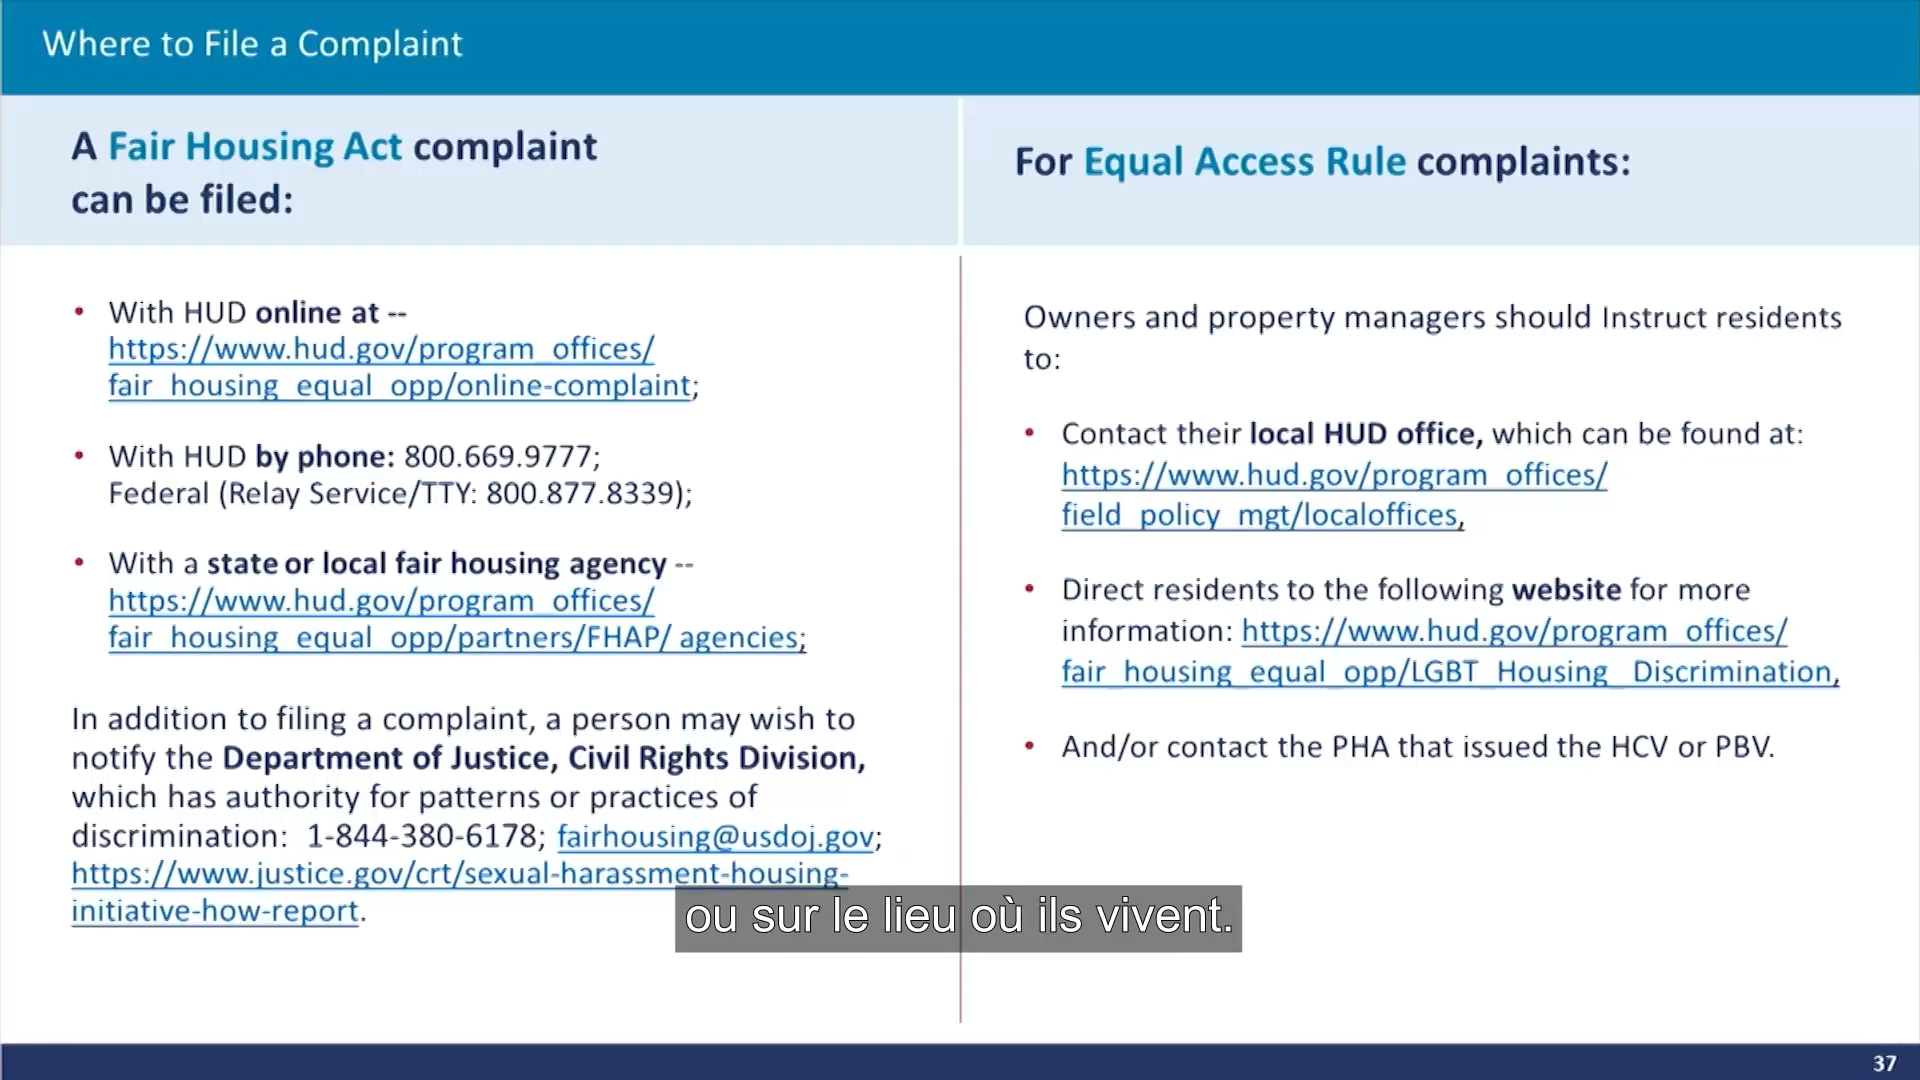 Where to File a Complaint
A Fair Housing Act complaint
can be filed:
• With HUD online at --
https://www.hud.gov/program_offices/
fair_housing_equal_opp/online-complaint;
• With HUD by phone: 800.669.9777;
Federal (Relay Service/TTY: 800.877.8339);
• With a state or local fair housing agency --
https://www.hud.gov/program_offices/
fair_housing_equal_opp/partners/FHAP/ agencies;
In addition to filing a complaint, a person may wish to
notify the Department of Justice, Civil Rights Division,
which has authority for patterns or practices of
discrimination: 1-844-380-6178; fairhousing@usdoj.gov;
https://www.justice.gov/crt/sexual-harassment-housing-
initiative-how-report.
For Equal Access Rule complaints:
Owners and property managers should Instruct residents
to:
• Contact their local HUD office, which can be found at:
https://www.hud.gov/program_offices/
field_policy_mgt/localoffices,
• Direct residents to the following website for more
information: https://www.hud.gov/program_offices/
fair_housing_equal_opp/LGBT_Housing_ Discrimination,
• And/or contact the PHA that issued the HCV or PBV.
ou sur le lieu où ils vivent.
37